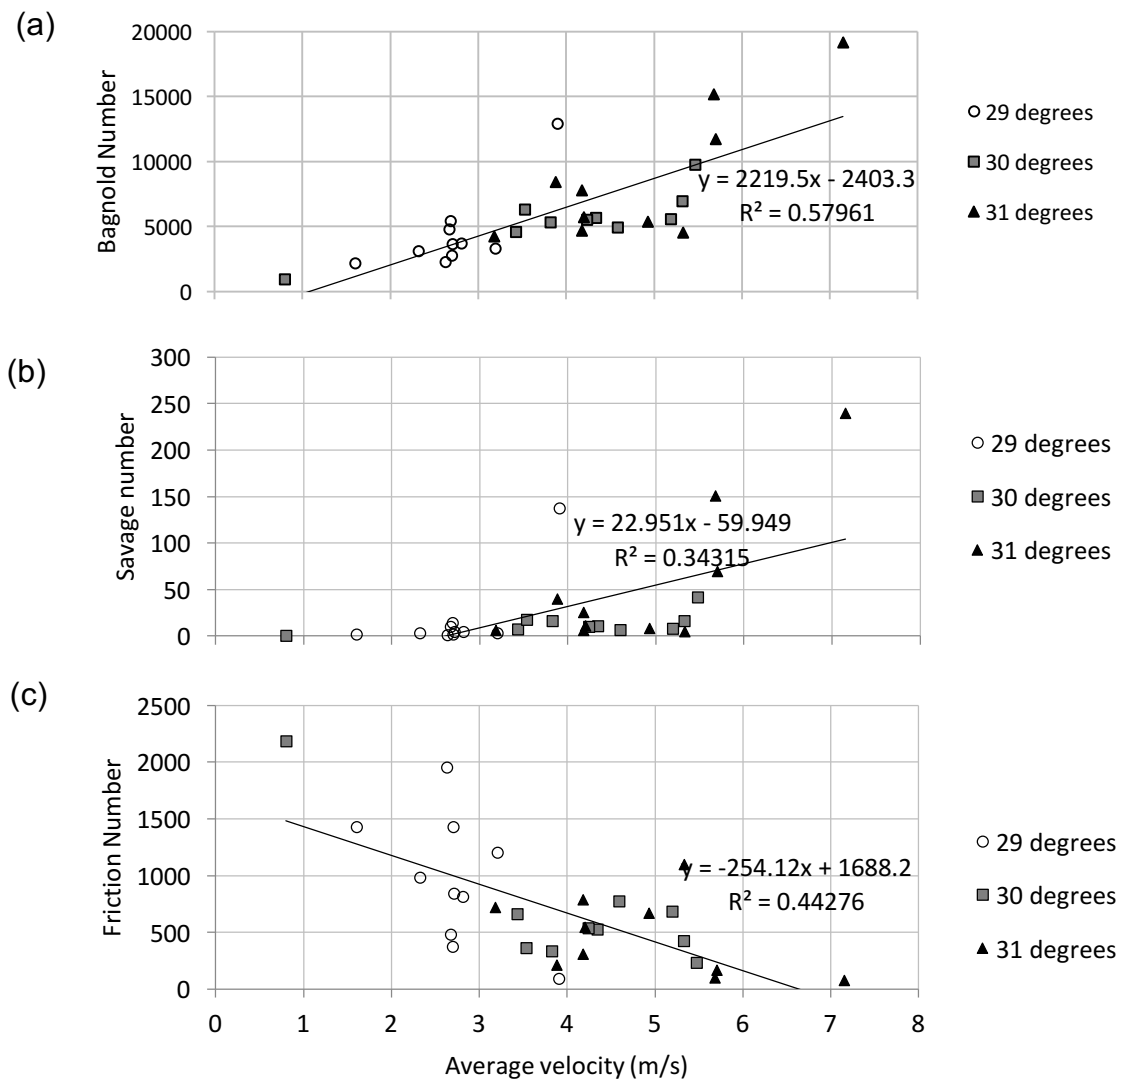 (a)
20000
15000
10000
5000
0
Bagnold Number
y = 2219.5x - 2403.3
R² = 0.57961
29 degrees
30 degrees
31 degrees
(b)
300
250
200
150
100
50
0
Savage number
y = 22.951x - 59.949
R² = 0.34315
29 degrees
30 degrees
31 degrees
(c)
2500
2000
1500
1000
500
0
Friction Number
y = -254.12x + 1688.2
R² = 0.44276
29 degrees
30 degrees
31 degrees
0 1 2 3 4 5 6 7 8
Average velocity (m/s)